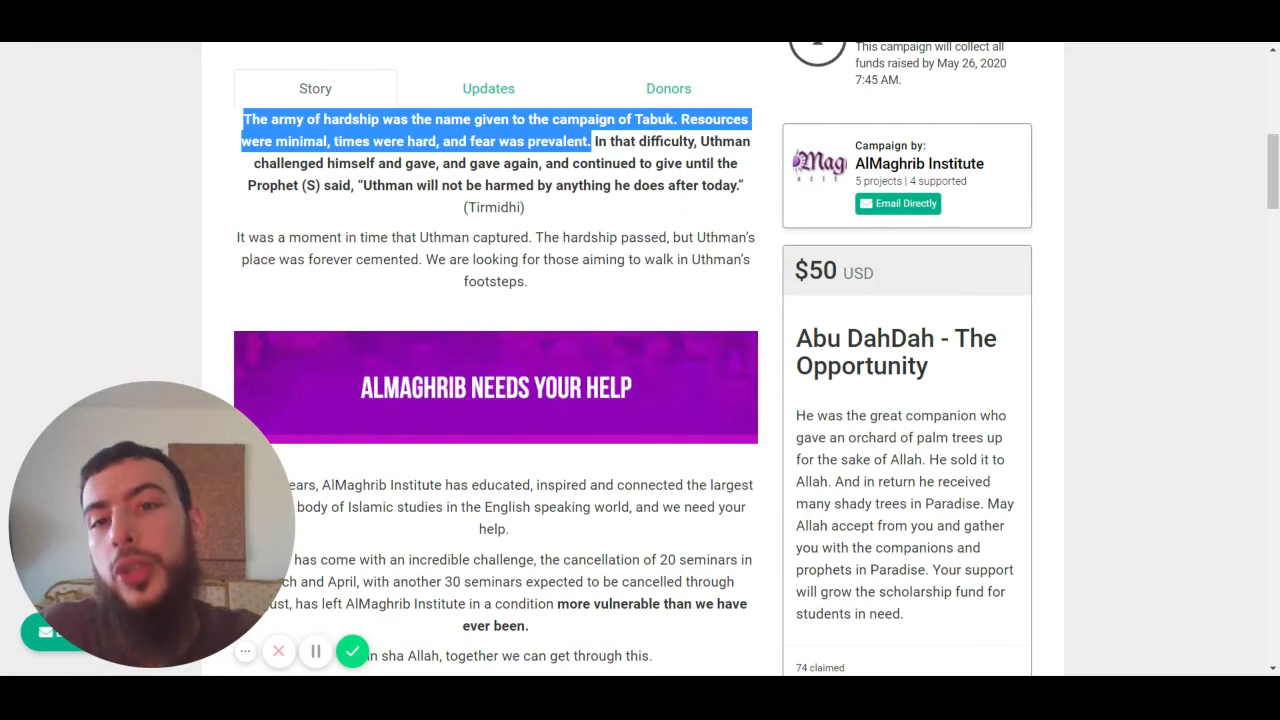 This campaign will collect all
funds raised by May 26, 2020
7:45 AM.
Story
Updates
Donors
The army of hardship was the name given to the campaign of Tabuk. Resources
were minimal, times were hard, and fear was prevalent. In that difficulty, Uthman
challenged himself and gave, and gave again, and continued to give until the
Prophet (S) said, “Uthman will not be harmed by anything he does after today.”
(Tirmidhi)
It was a moment in time that Uthman captured. The hardship passed, but Uthman’s
place was forever cemented. We are looking for those aiming to walk in Uthman’s
footsteps.
ALMAGHRIB NEEDS YOUR HELP
AlMaghrib Institute has educated, inspired and connected the largest
body of Islamic studies in the English speaking world, and we need your
help.
has come with an incredible challenge, the cancellation of 20 seminars in
and April, with another 30 seminars expected to be cancelled through
has left AlMaghrib Institute in a condition more vulnerable than we have
ever been.
sha Allah, together we can get through this.
Campaign by:
Mag
AlMaghrib Institute
5 projects | 4 supported
Email Directly
$50 USD
Abu DahDah - The
Opportunity
He was the great companion who
gave an orchard of palm trees up
for the sake of Allah. He sold it to
Allah. And in return he received
many shady trees in Paradise. May
Allah accept from you and gather
you with the companions and
prophets in Paradise. Your support
will grow the scholarship fund for
students in need.
74 claimed